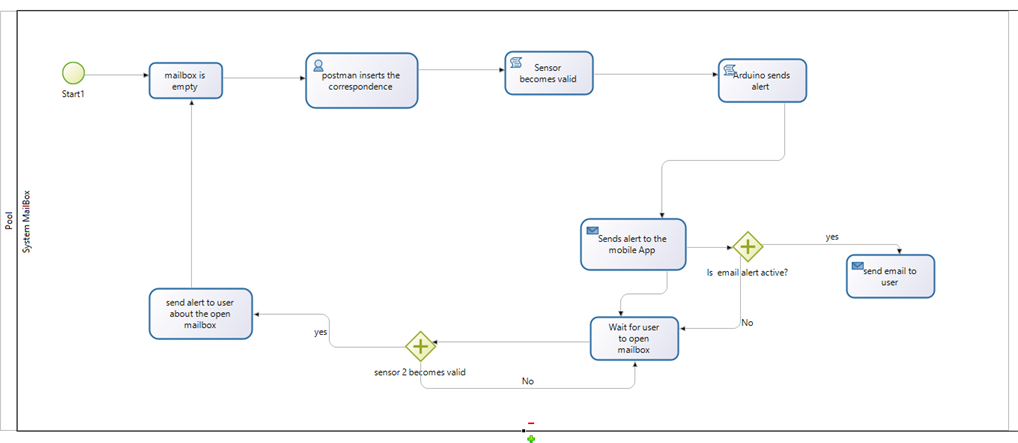 Pool
System MailBox
Start1
mailbox is
empty
postman inserts the
correspondence
Sensor
becomes valid
Arduino sends
alert
Sends alert to the
mobile App
Is email alert active?
yes
send email to
user
No
Wait for user
to open
mailbox
sensor 2 becomes valid
No
yes
send alert to user
about the open
mailbox